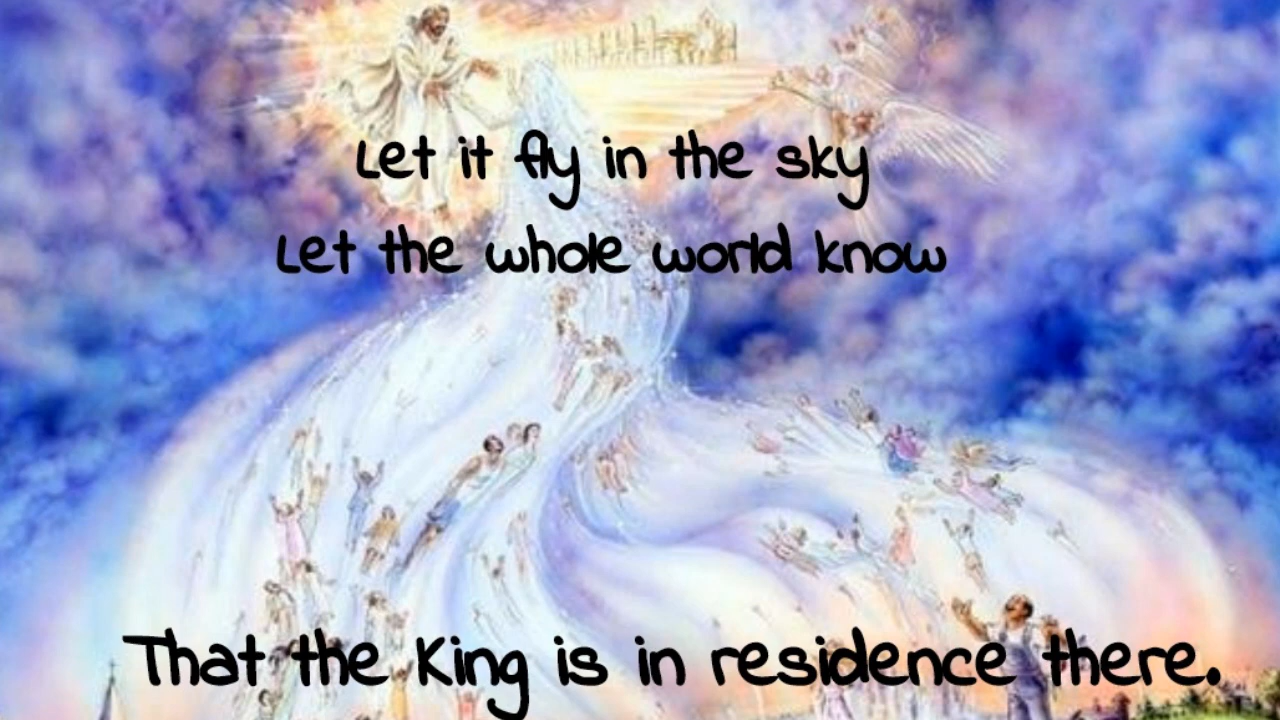 Let it fly in the sky
Let the whole world know
That the King is in residence there.